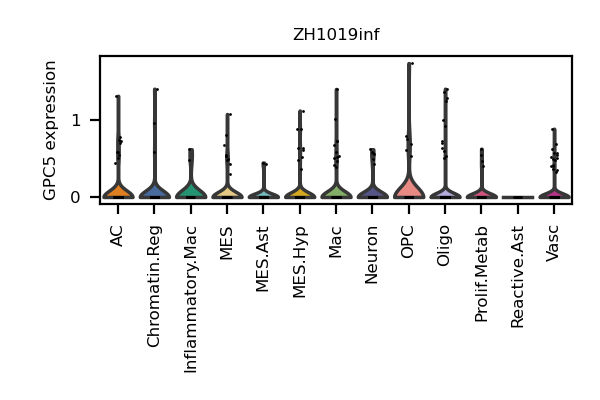 ZH1019inf
GPC5 expression
1
0
AC
Chromatin.Reg
Inflammatory.Mac
MES
MES.Ast
MES.Hyp
Mac
Neuron
OPC
Oligo
Prolif.Metab
Reactive.Ast
Vasc